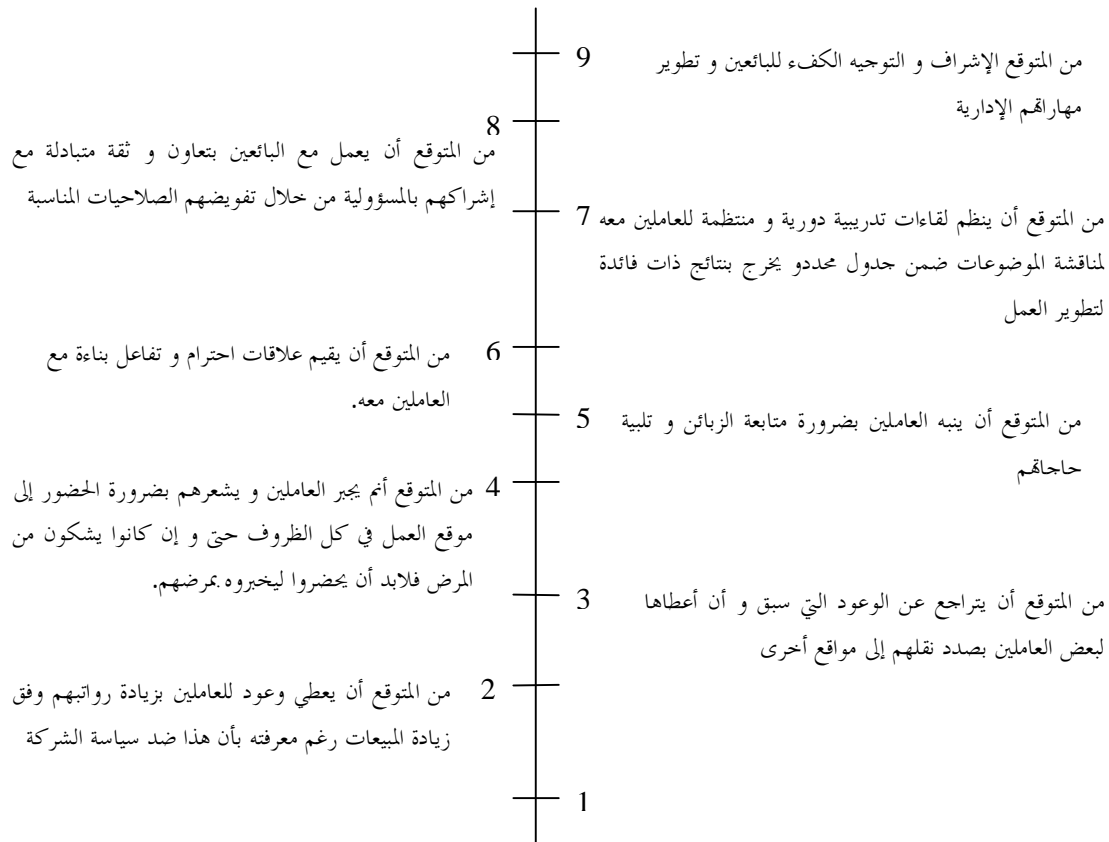 9 من المتوقع الإشراف و التوجيه الكفء للبائعين و تطوير
مهاراتهم الإدارية
8
من المتوقع أن يعمل مع البائعين بتعاون و ثقة متبادلة مع
إشراكهم بالمسؤولية من خلال تفويضهم الصلاحيات المناسبة
7 من المتوقع أن ينظم لقاءات تدريبية دورية و منتظمة للعاملين معه
لمناقشة الموضوعات ضمن جدول محددو يخرج بنتائج ذات فائدة
لتطوير العمل
6 من المتوقع أن يقيم علاقات احترام و تفاعل بناءة مع
العاملين معه.
5 من المتوقع أن ينبه العاملين بضرورة متابعة الزبائن و تلبية
حاجاتهم
4 من المتوقع أنم يجبر العاملين و يشعرهم بضرورة الحضور إلى
موقع العمل في كل الظروف حتى و إن كانوا يشكون من
المرض فلابد أن يحضروا ليخبروه بمرضهم.
3 من المتوقع أن يتراجع عن الوعود التي سبق و أن أعطاها
لبعض العاملين بصدد نقلهم إلى مواقع أخرى
2 من المتوقع أن يعطي وعود للعاملين بزيادة رواتبهم وفق
زيادة المبيعات رغم معرفته بأن هذا ضد سياسة الشركة
1